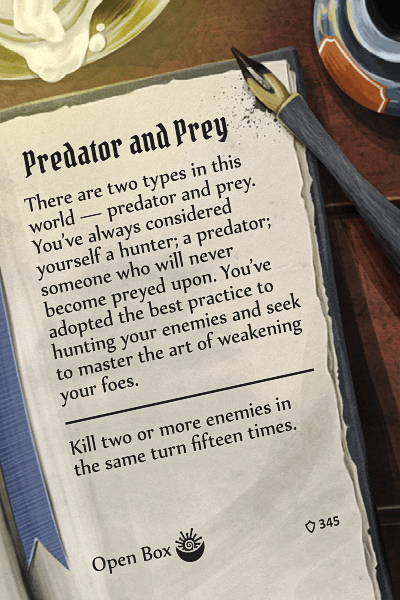 Predator and Prey
There are two types in this
world — predator and prey.
You've always considered
yourself a hunter; a predator;
someone who will never
become preyed upon. You've
adopted the best practice to
hunting your enemies and seek
to master the art of weakening
your foes.
Kill two or more enemies in
the same turn fifteen times.
Open Box
345